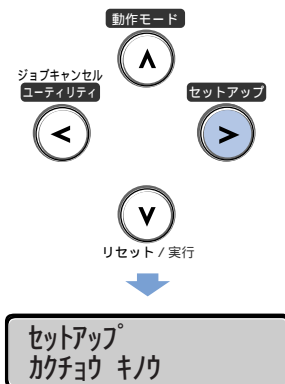 動作モード
ジョブキャンセル
ユーティリティ
セットアップ
リセット / 実行
セットアップ
カクチョウ キノウ